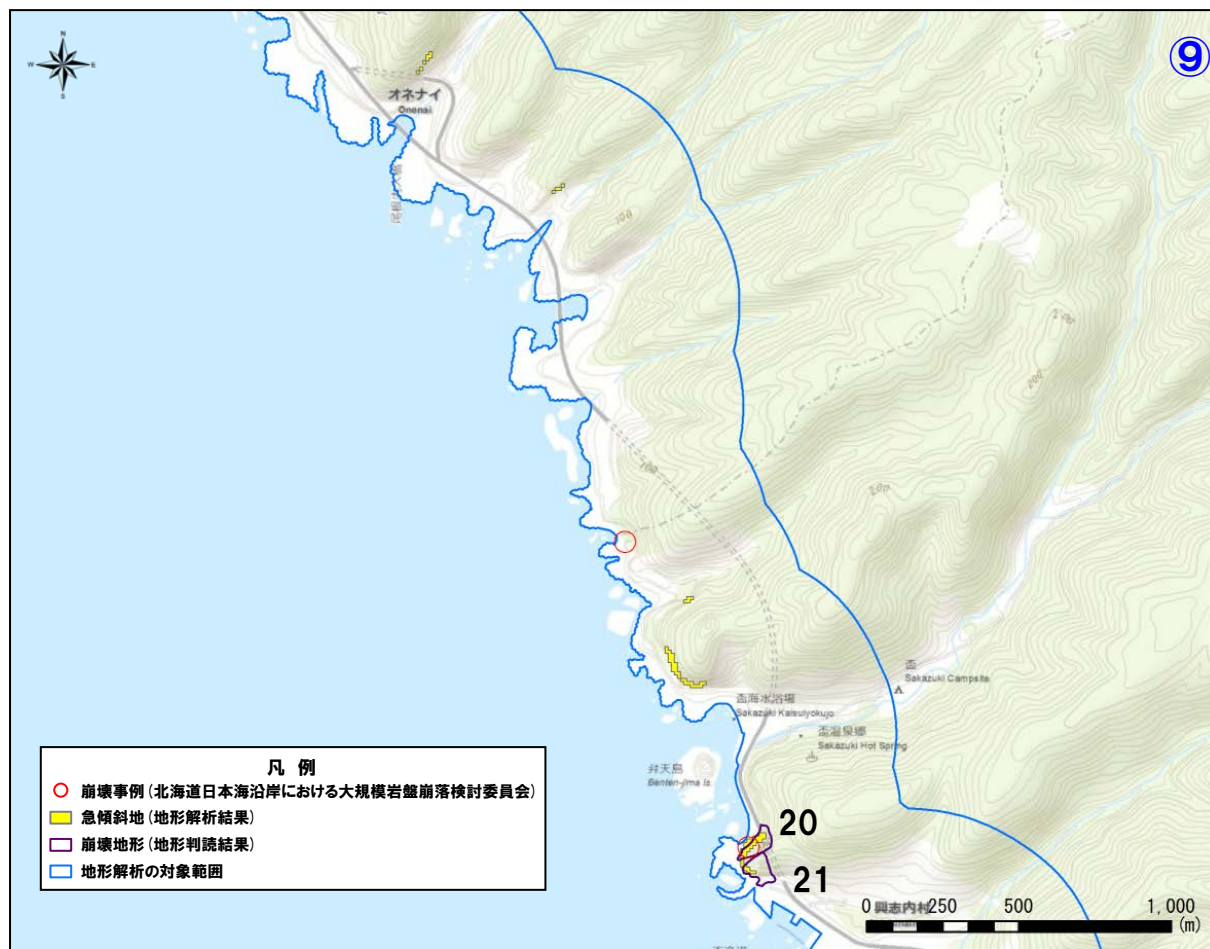 ⑨
N
W
E
S
オネナイ
Onenai
100
200
200
100
200
盃
Sakazuki Campsite
盃海水浴場
Sakazuki Kaisuiyokujo
盃温泉郷
Sakazuki Hot Spring
弁天島
Benten-jima Is.
凡 例
崩壊事例(北海道日本海沿岸における大規模岩盤崩落検討委員会)
急傾斜地(地形解析結果)
崩壊地形(地形判読結果)
地形解析の対象範囲
20
21
興志内村
0 250 500 1,000
(m)